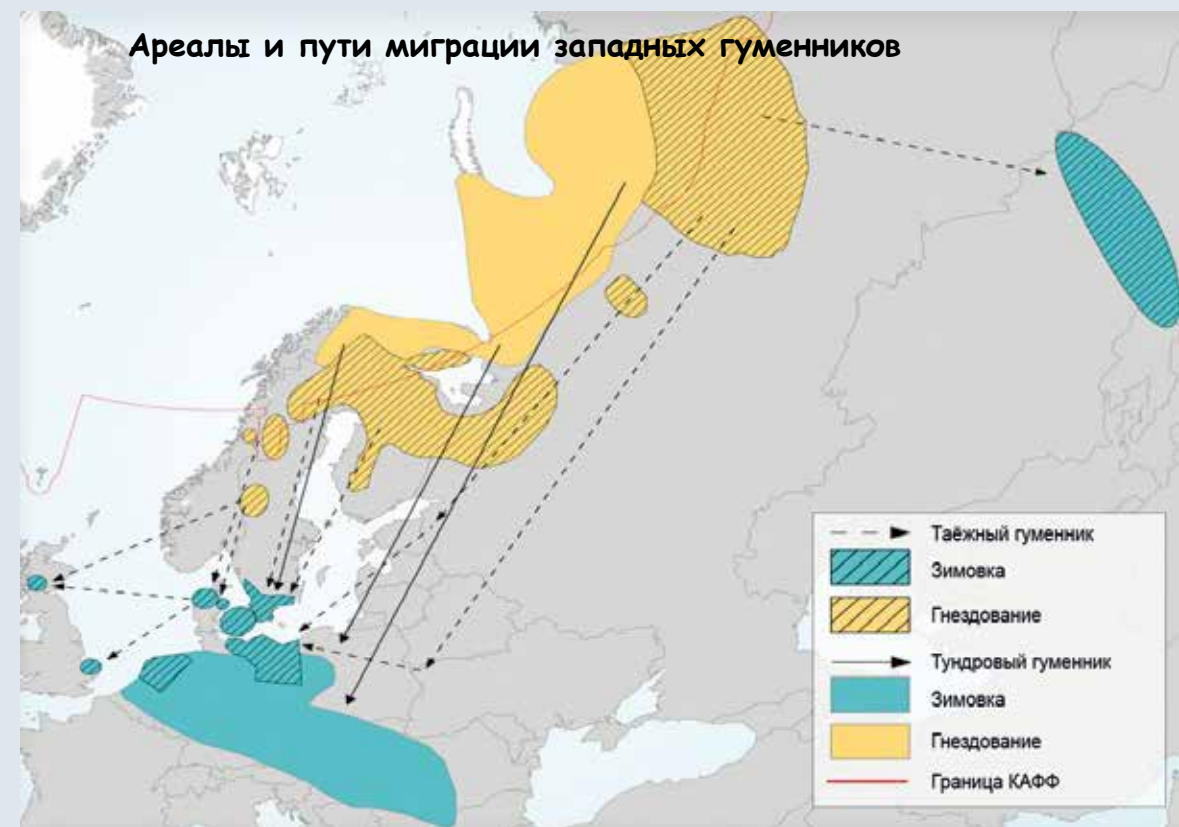 Ареалы и пути миграции западных гуменников
Таёжный гуменник
Зимовка
Гнездование
Тундровый гуменник
Зимовка
Гнездование
Граница КАФФ